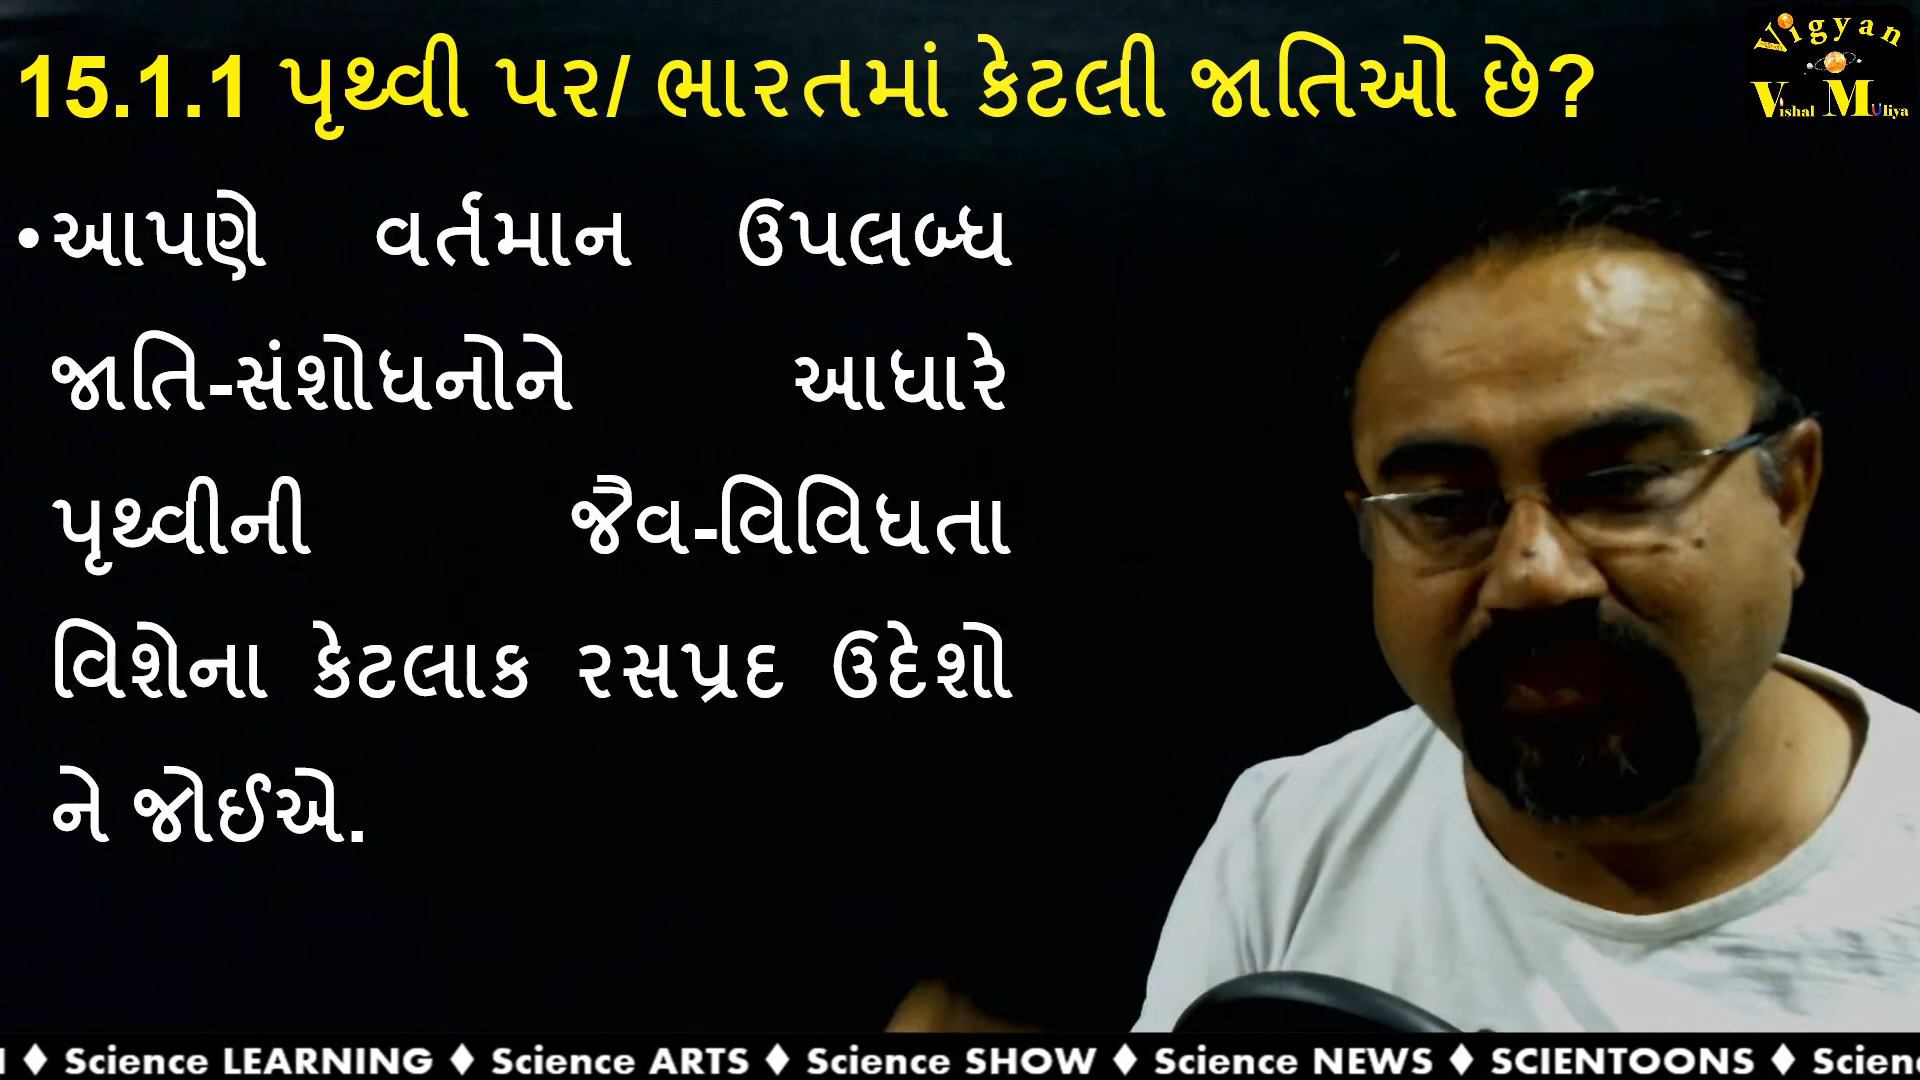 15.1.1 પૃથ્વી પર/ ભારતમાં કેટલી જાતિઓ છે?
Vigyan
Vishal MUliya
•આપણે વર્તમાન ઉપલબ્ધ
જાતિ-સંશોધનોને આધારે
પૃથ્વીની જૈવ-વિવિધતા
વિશેના કેટલાક રસપ્રદ ઉદેશો
ને જોઈએ.
♦ Science LEARNING ♦ Science ARTS ♦ Science SHOW ♦ Science NEWS ♦ SCIENTOONS ♦